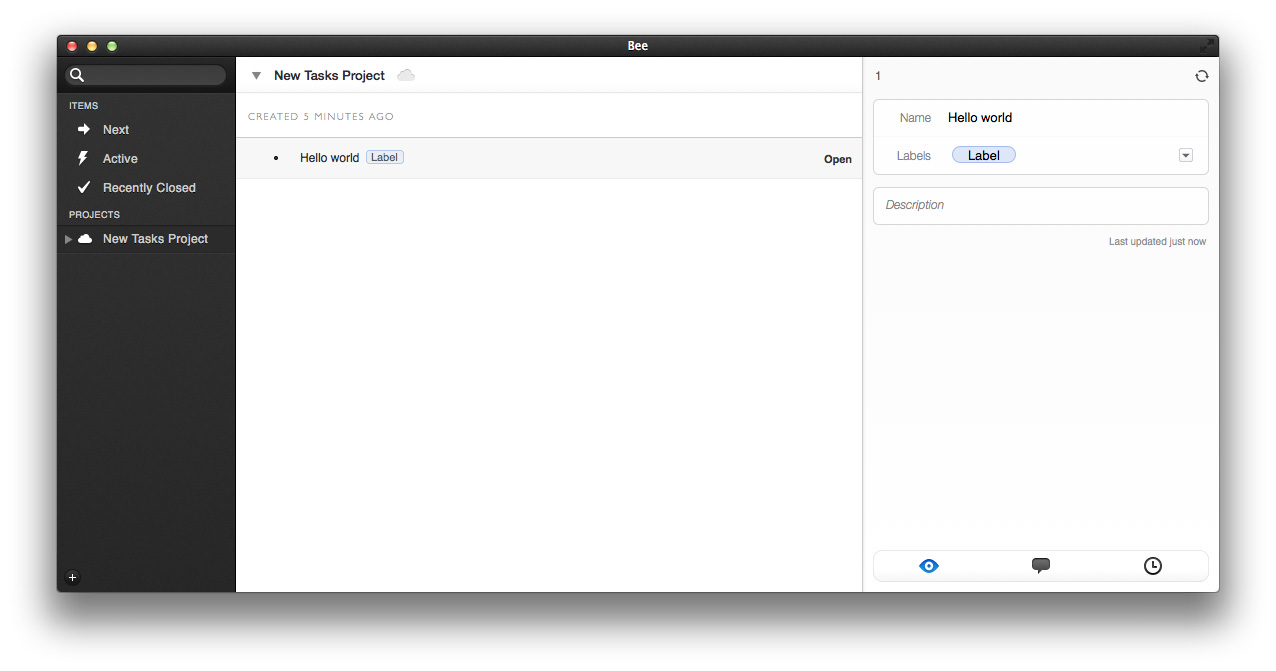 Bee
ITEMS
Next
Active
Recently Closed
PROJECTS
New Tasks Project
New Tasks Project
CREATED 5 MINUTES AGO
Hello world Label Open
1
Name Hello world
Labels Label
Description
Last updated just now